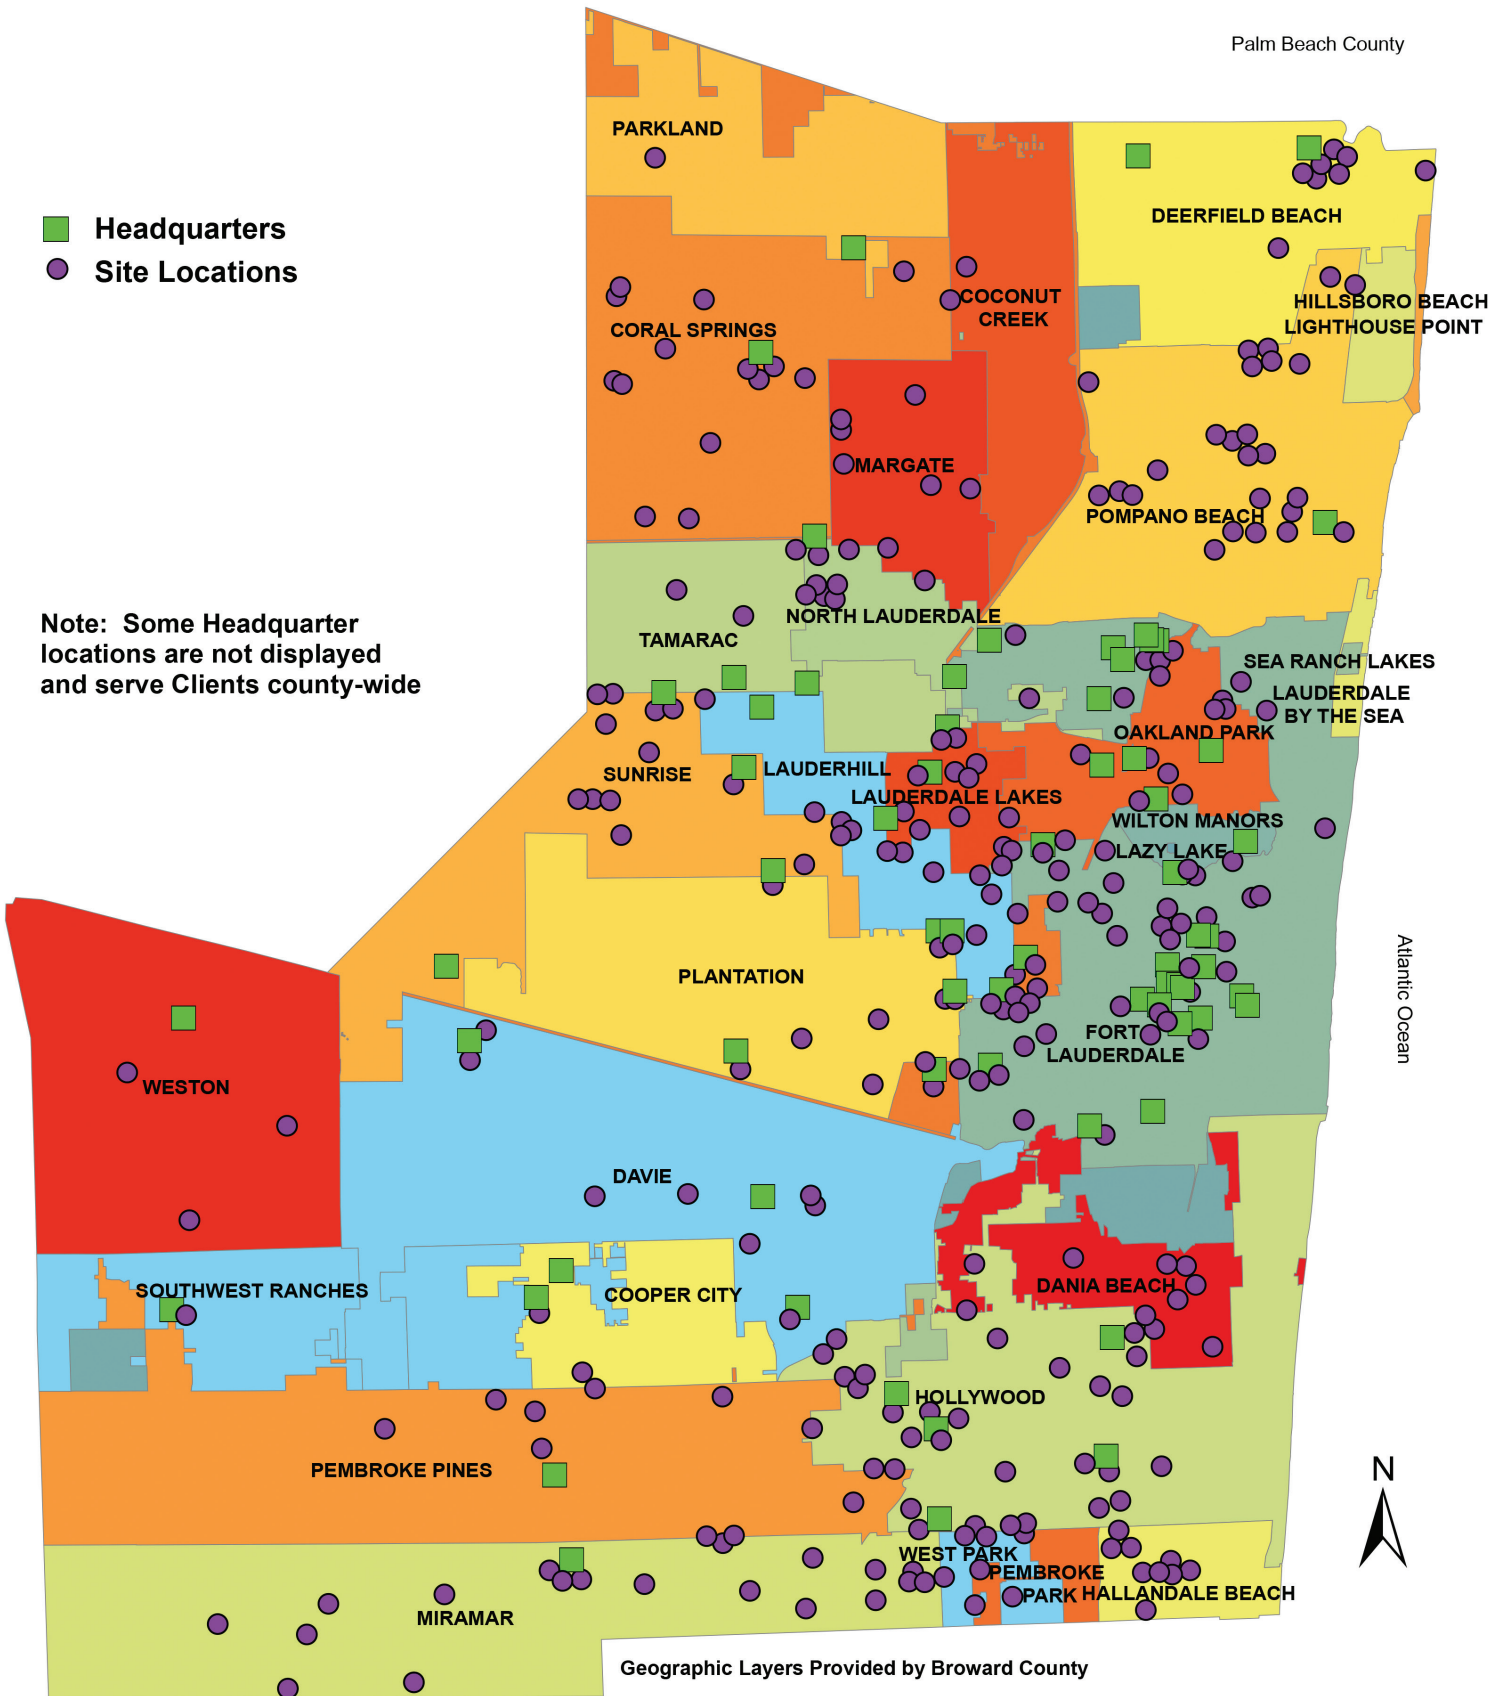 Palm Beach County
PARKLAND
DEERFIELD BEACH
Headquarters
Site Locations
COCONUT
CREEK
HILLSBORO BEACH
LIGHTHOUSE POINT
CORAL SPRINGS
MARGATE
POMPANO BEACH
Note: Some Headquarter
locations are not displayed
and serve Clients county-wide
NORTH LAUDERDALE
TAMARAC
SEA RANCH LAKES
LAUDERDALE
BY THE SEA
OAKLAND PARK
SUNRISE
LAUDERHILL
LAUDERDALE LAKES
WILTON MANORS
LAZY LAKE
PLANTATION
Atlantic Ocean
FORT
LAUDERDALE
WESTON
DAVIE
SOUTHWEST RANCHES
COOPER CITY
DANIA BEACH
HOLLYWOOD
PEMBROKE PINES
N
WEST PARK
PEMBROKE
PARK
HALLANDALE BEACH
MIRAMAR
Geographic Layers Provided by Broward County